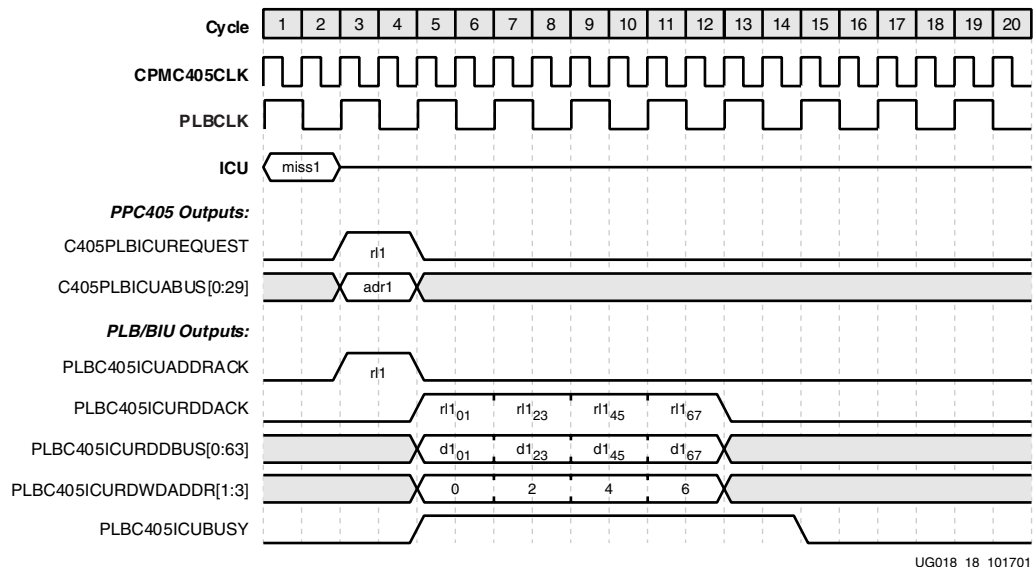 Cycle 1 2 3 4 5 6 7 8 9 10 11 12 13 14 15 16 17 18 19 20
CPMC405CLK
PLBCLK
ICU miss1
PPC405 Outputs:
C405PLBICUREQUEST rl1
C405PLBICUABUS[0:29] adr1
PLB/BIU Outputs:
PLBC405ICUADDRACK rl1
PLBC405ICURDDACK rl1₀₁ rl1₂₃ rl1₄₅ rl1₆₇
PLBC405ICURDDBUS[0:63] d1₀₁ d1₂₃ d1₄₅ d1₆₇
PLBC405ICURDWDADDR[1:3] 0 2 4 6
PLBC405ICUBUSY
UG018_18_101701